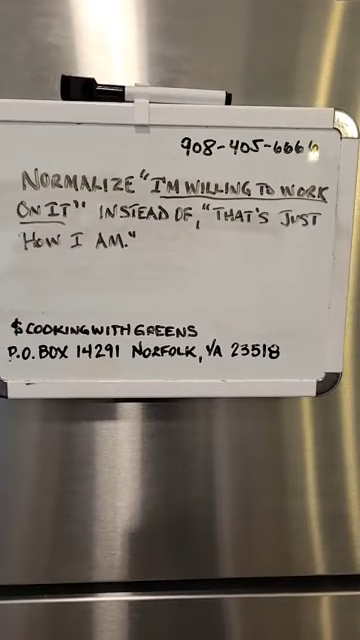 908-405-6666
NORMALIZE "I'M WILLING TO WORK
ON IT" INSTEAD OF, "THAT'S JUST
HOW I AM."
$COOKINGWITHGREENS
P.O. BOX 14291 NORFOLK, VA 23518